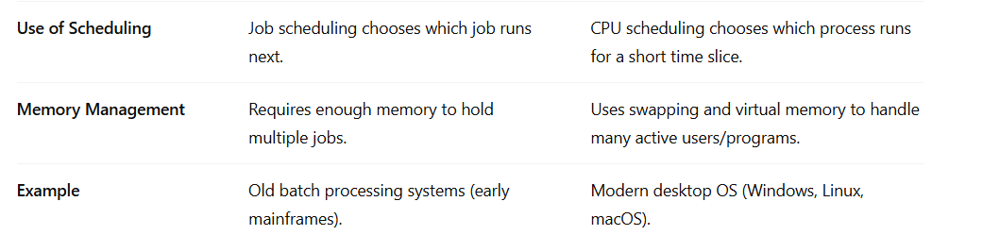 Use of Scheduling
Job scheduling chooses which job runs
next.
CPU scheduling chooses which process runs
for a short time slice.
Memory Management
Requires enough memory to hold
multiple jobs.
Uses swapping and virtual memory to handle
many active users/programs.
Example
Old batch processing systems (early
mainframes).
Modern desktop OS (Windows, Linux,
macOS).